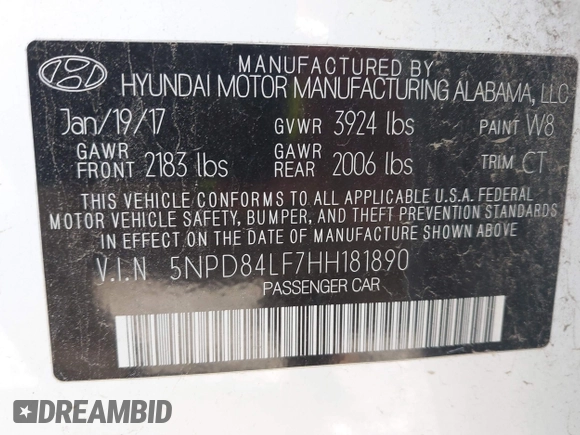 MANUFACTURED BY
HYUNDAI MOTOR MANUFACTURING ALABAMA, LLC
Jan/19/17 GVWR 3924 lbs PAINT W8
GAWR FRONT 2183 lbs GAWR REAR 2006 lbs TRIM CT
THIS VEHICLE CONFORMS TO ALL APPLICABLE U.S.A. FEDERAL
MOTOR VEHICLE SAFETY, BUMPER, AND THEFT PREVENTION STANDARDS
IN EFFECT ON THE DATE OF MANUFACTURE SHOWN ABOVE.
V.I.N 5NPD84LF7HH181890
PASSENGER CAR
DREAMBID